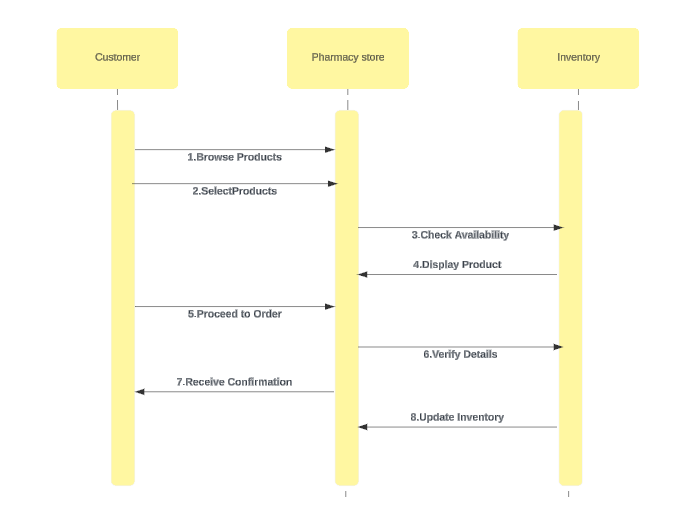 Customer
Pharmacy store
Inventory
1.Browse Products
2.SelectProducts
3.Check Availability
4.Display Product
5.Proceed to Order
6.Verify Details
7.Receive Confirmation
8.Update Inventory